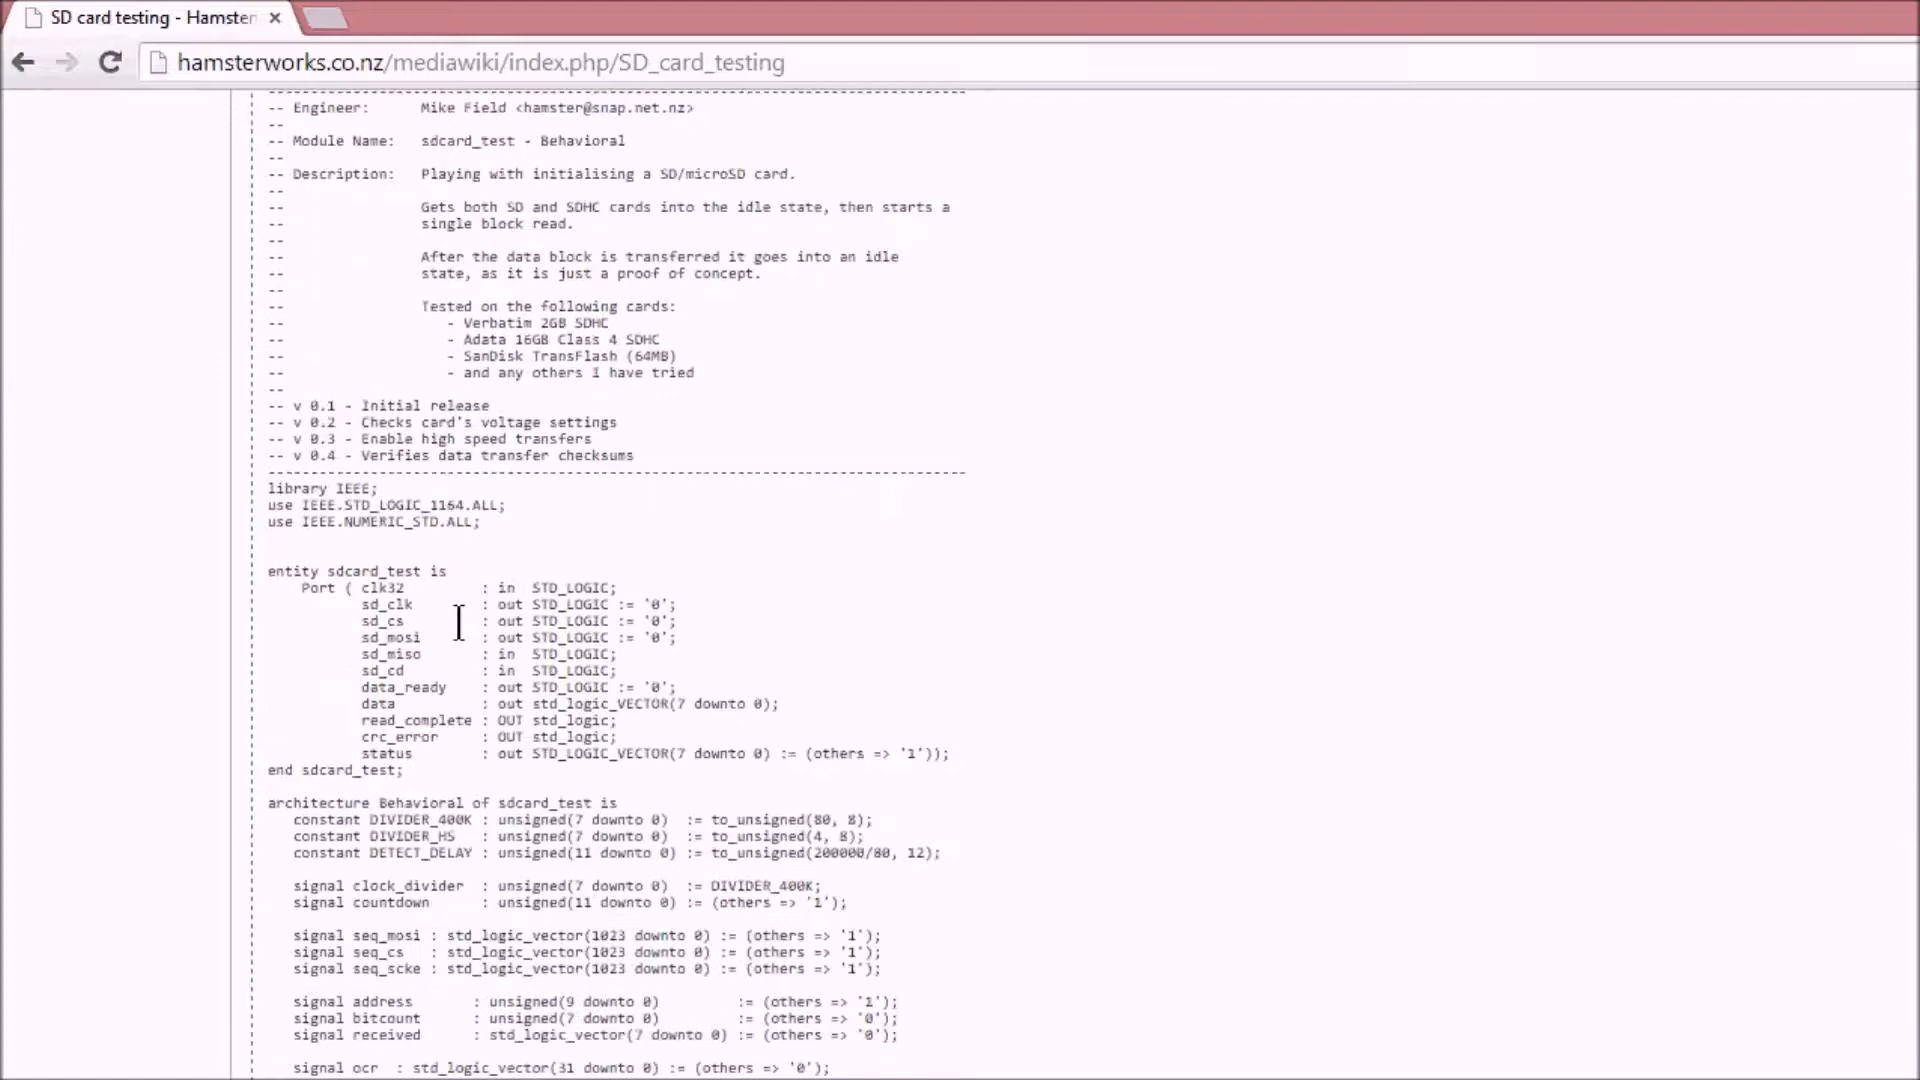 SD card testing - Hamster
hamsterworks.co.nz/mediawiki/index.php/SD_card_testing
-- Engineer:      Mike Field <hamster@snap.net.nz>
--
-- Module Name:   sdcard_test - Behavioral
--
-- Description:   Playing with initialising a SD/microSD card.
--
--                Gets both SD and SDHC cards into the idle state, then starts a
--                single block read.
--
--                After the data block is transferred it goes into an idle
--                state, as it is just a proof of concept.
--
--                Tested on the following cards:
--                   - Verbatim 2GB SDHC
--                   - Adata 16GB Class 4 SDHC
--                   - SanDisk TransFlash (64MB)
--                   - and any others I have tried
--
-- v 0.1 - Initial release
-- v 0.2 - Checks card's voltage settings
-- v 0.3 - Enable high speed transfers
-- v 0.4 - Verifies data transfer checksums
----------------------------------------------------------------------------------
library IEEE;
use IEEE.STD_LOGIC_1164.ALL;
use IEEE.NUMERIC_STD.ALL;
entity sdcard_test is
    Port ( clk32         : in  STD_LOGIC;
           sd_clk        : out STD_LOGIC := '0';
           sd_cs         : out STD_LOGIC := '0';
           sd_mosi       : out STD_LOGIC := '0';
           sd_miso       : in  STD_LOGIC;
           sd_cd         : in  STD_LOGIC;
           data_ready    : out STD_LOGIC := '0';
           data          : out std_logic_VECTOR(7 downto 0);
           read_complete : OUT std_logic;
           crc_error     : OUT std_logic;
           status        : out STD_LOGIC_VECTOR(7 downto 0) := (others => '1'));
end sdcard_test;
architecture Behavioral of sdcard_test is
   constant DIVIDER_400K : unsigned(7 downto 0)  := to_unsigned(80, 8);
   constant DIVIDER_HS   : unsigned(7 downto 0)  := to_unsigned(4, 8);
   constant DETECT_DELAY : unsigned(11 downto 0) := to_unsigned(200000/80, 12);
   signal clock_divider  : unsigned(7 downto 0)  := DIVIDER_400K;
   signal countdown      : unsigned(11 downto 0) := (others => '1');
   signal seq_mosi : std_logic_vector(1023 downto 0) := (others => '1');
   signal seq_cs   : std_logic_vector(1023 downto 0) := (others => '1');
   signal seq_scke : std_logic_vector(1023 downto 0) := (others => '1');
   signal address       : unsigned(9 downto 0)         := (others => '1');
   signal bitcount      : unsigned(7 downto 0)         := (others => '0');
   signal received      : std_logic_vector(7 downto 0) := (others => '0');
   signal ocr  : std_logic_vector(31 downto 0) := (others => '0');